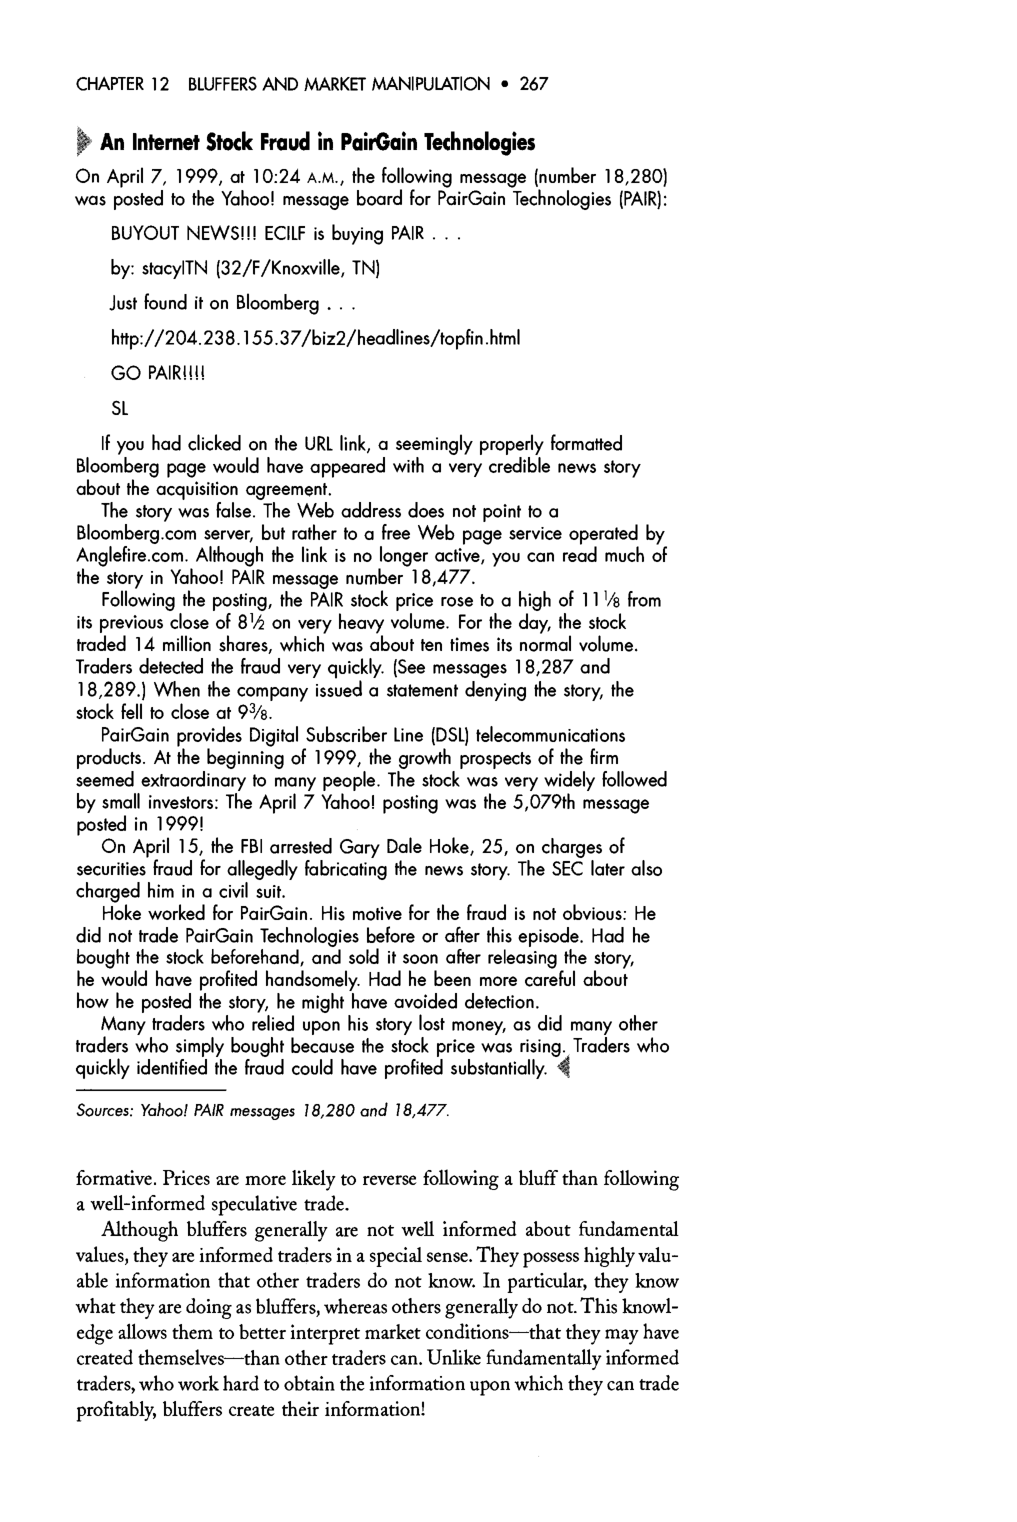 CHAPTER 12 BLUFFERS AND MARKET MANIPULATION • 267
An Internet Stock Fraud in PairGain Technologies
On April 7, 1999, at 10:24 A.M., the following message (number 18,280)
was posted to the Yahoo! message board for PairGain Technologies (PAIR):
BUYOUT NEWS!!! ECILF is buying PAIR . . .
by: stacylTN (32/F/Knoxville, TN)
Just found it on Bloomberg . . .
http://204.238.155.37/biz2/headlines/topfin.html
GO PAIR!!!!
SL
If you had clicked on the URL link, a seemingly properly formatted
Bloomberg page would have appeared with a very credible news story
about the acquisition agreement.
The story was false. The Web address does not point to a
Bloomberg.com server, but rather to a free Web page service operated by
Anglefire.com. Although the link is no longer active, you can read much of
the story in Yahoo! PAIR message number 18,477.
Following the posting, the PAIR stock price rose to a high of 11⅛ from
its previous close of 8½ on very heavy volume. For the day, the stock
traded 14 million shares, which was about ten times its normal volume.
Traders detected the fraud very quickly. (See messages 18,287 and
18,289.) When the company issued a statement denying the story, the
stock fell to close at 9⅜.
PairGain provides Digital Subscriber Line (DSL) telecommunications
products. At the beginning of 1999, the growth prospects of the firm
seemed extraordinary to many people. The stock was very widely followed
by small investors: The April 7 Yahoo! posting was the 5,079th message
posted in 1999!
On April 15, the FBI arrested Gary Dale Hoke, 25, on charges of
securities fraud for allegedly fabricating the news story. The SEC later also
charged him in a civil suit.
Hoke worked for PairGain. His motive for the fraud is not obvious: He
did not trade PairGain Technologies before or after this episode. Had he
bought the stock beforehand, and sold it soon after releasing the story,
he would have profited handsomely. Had he been more careful about
how he posted the story, he might have avoided detection.
Many traders who relied upon his story lost money, as did many other
traders who simply bought because the stock price was rising. Traders who
quickly identified the fraud could have profited substantially.
Sources: Yahoo! PAIR messages 18,280 and 18,477.
formative. Prices are more likely to reverse following a bluff than following
a well-informed speculative trade.
Although bluffers generally are not well informed about fundamental
values, they are informed traders in a special sense. They possess highly valu-
able information that other traders do not know. In particular, they know
what they are doing as bluffers, whereas others generally do not. This knowl-
edge allows them to better interpret market conditions—that they may have
created themselves—than other traders can. Unlike fundamentally informed
traders, who work hard to obtain the information upon which they can trade
profitably, bluffers create their information!